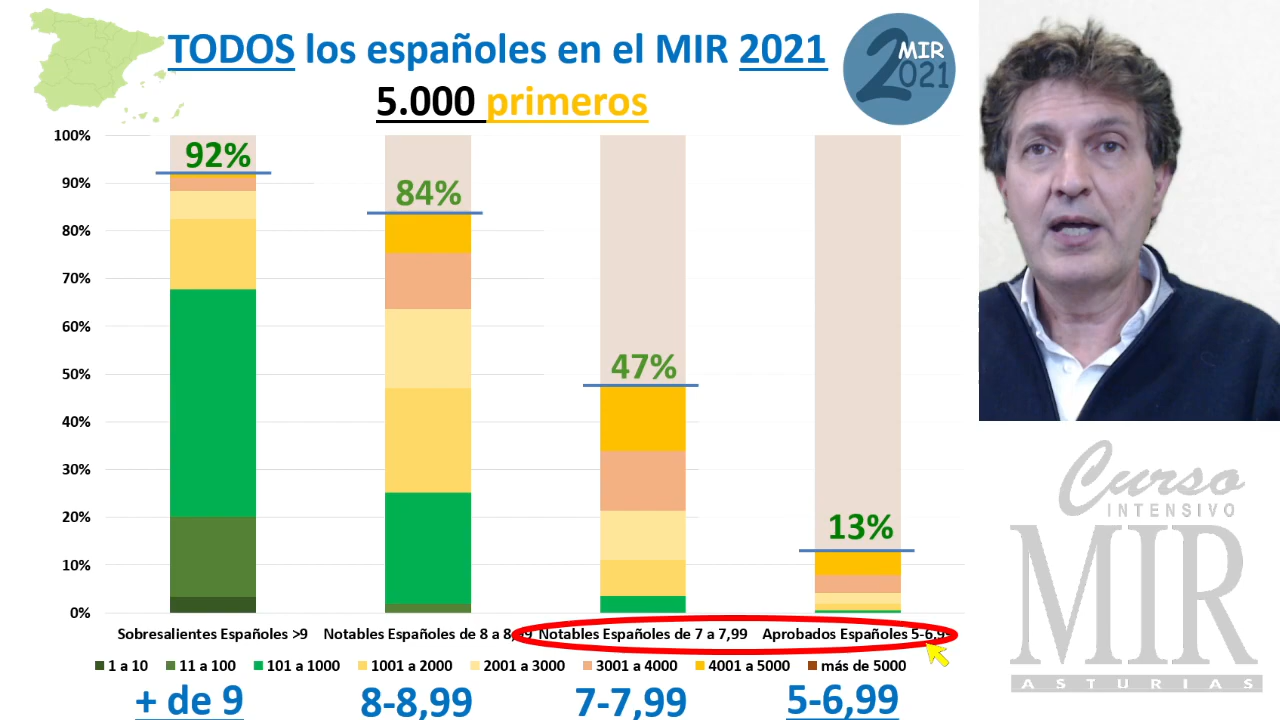 TODOS los españoles en el MIR 2021
5.000 primeros
2 MIR
021
100%
90%
80%
70%
60%
50%
40%
30%
20%
10%
0%
92%
84%
47%
13%
Sobresalientes Españoles >9
Notables Españoles de 8 a 8,99
Notables Españoles de 7 a 7,99
Aprobados Españoles 5-6,99
1 a 10
11 a 100
101 a 1000
1001 a 2000
2001 a 3000
3001 a 4000
4001 a 5000
más de 5000
+ de 9
8-8,99
7-7,99
5-6,99
Curso
INTENSIVO
MIR
ASTURIAS